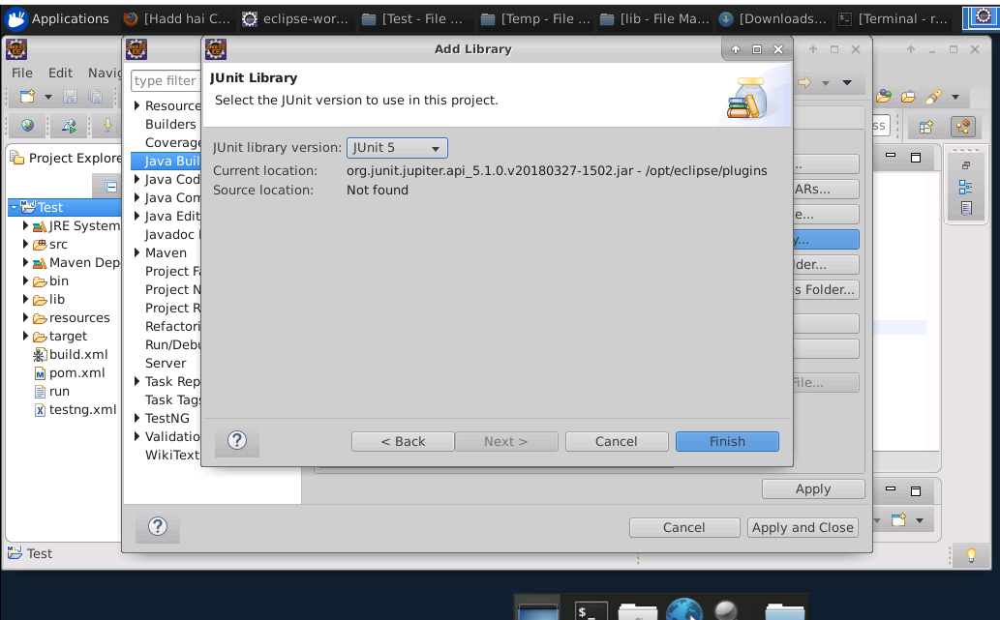 Applications
[Hadd hai C...
eclipse-wor...
[Test - File ...
[Temp - File ...
[lib - File Ma...
[Downloads...
[Terminal - r...
Add Library
File Edit
JUnit Library
Select the JUnit version to use in this project.
type filter
Resource
Builders
Coverage
Java Buil
Java Cod
Java Com
Java Edit
Javadoc
Maven
Project Fa
Project N
Project R
Refactori
Run/Debu
Server
Task Rep
Task Tags
TestNG
Validatio
WikiText
JUnit library version: JUnit 5
Current location: org.junit.jupiter.api_5.1.0.v20180327-1502.jar - /opt/eclipse/plugins
Source location: Not found
Project Explore
Test
JRE System
src
Maven Dep
bin
lib
resources
target
build.xml
pom.xml
run
testng.xml
ss
...
ARs...
e...
y...
lder...
s Folder...
File...
< Back
Next >
Cancel
Finish
Apply
Cancel
Apply and Close
Test